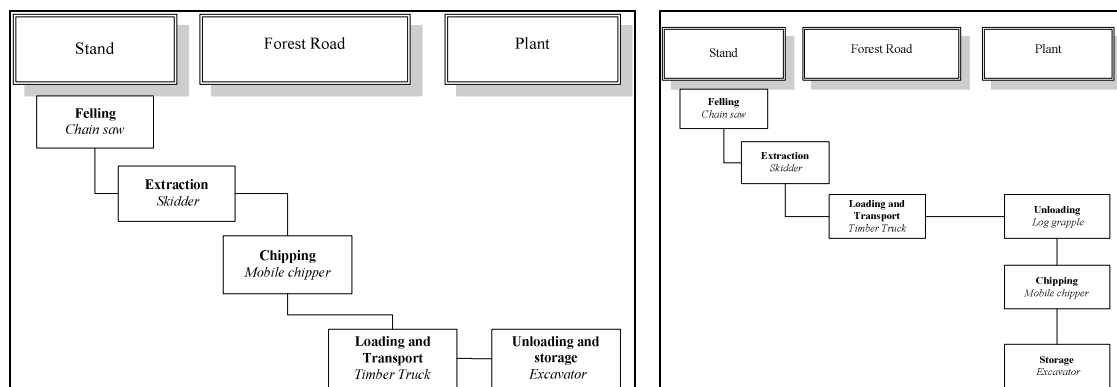 Stand
Forest Road
Plant
Felling
Chain saw
Extraction
Skidder
Chipping
Mobile chipper
Loading and
Transport
Timber Truck
Unloading and
storage
Excavator
Stand
Forest Road
Plant
Felling
Chain saw
Extraction
Skidder
Loading and
Transport
Timber Truck
Unloading
Log grapple
Chipping
Mobile chipper
Storage
Excavator